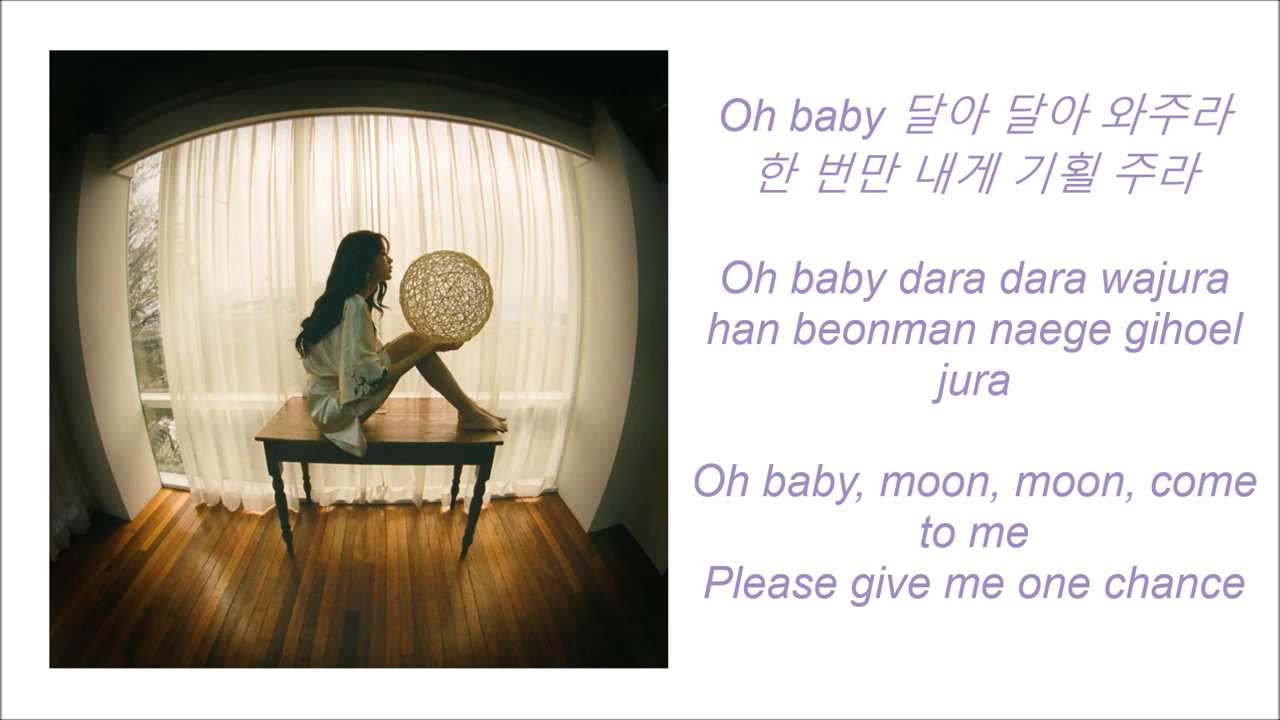 Oh baby 달아 달아 와주라
한 번만 내게 기횔 주라
Oh baby dara dara wajura
han beonman naege gihoel
jura
Oh baby, moon, moon, come
to me
Please give me one chance